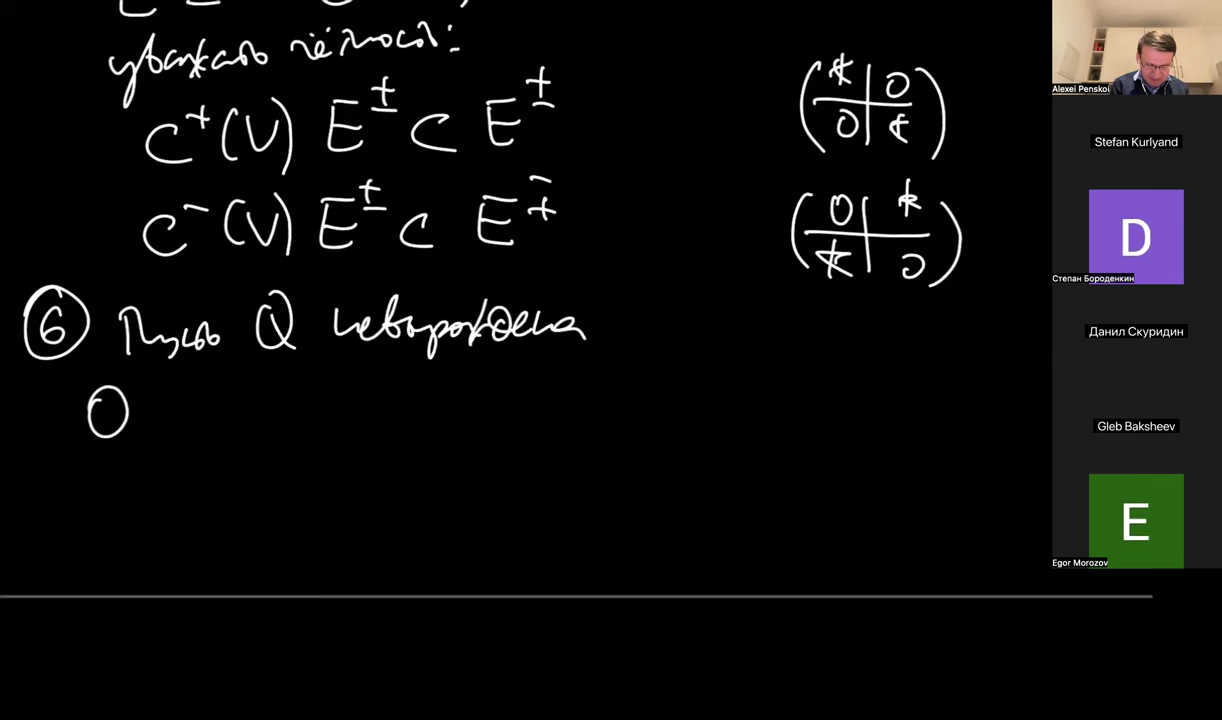 уважать чётность:
C⁺(V) E^± ⊂ E^±
(* | 0
0 | *)
C⁻(V) E^± ⊂ E^∓
(0 | *
* | 0)
⑥ Пусть Q невырождена
О
Alexei Penskoi
Stefan Kurlyand
D
Степан Бороденкин
Данил Скуридин
Gleb Baksheev
E
Egor Morozov